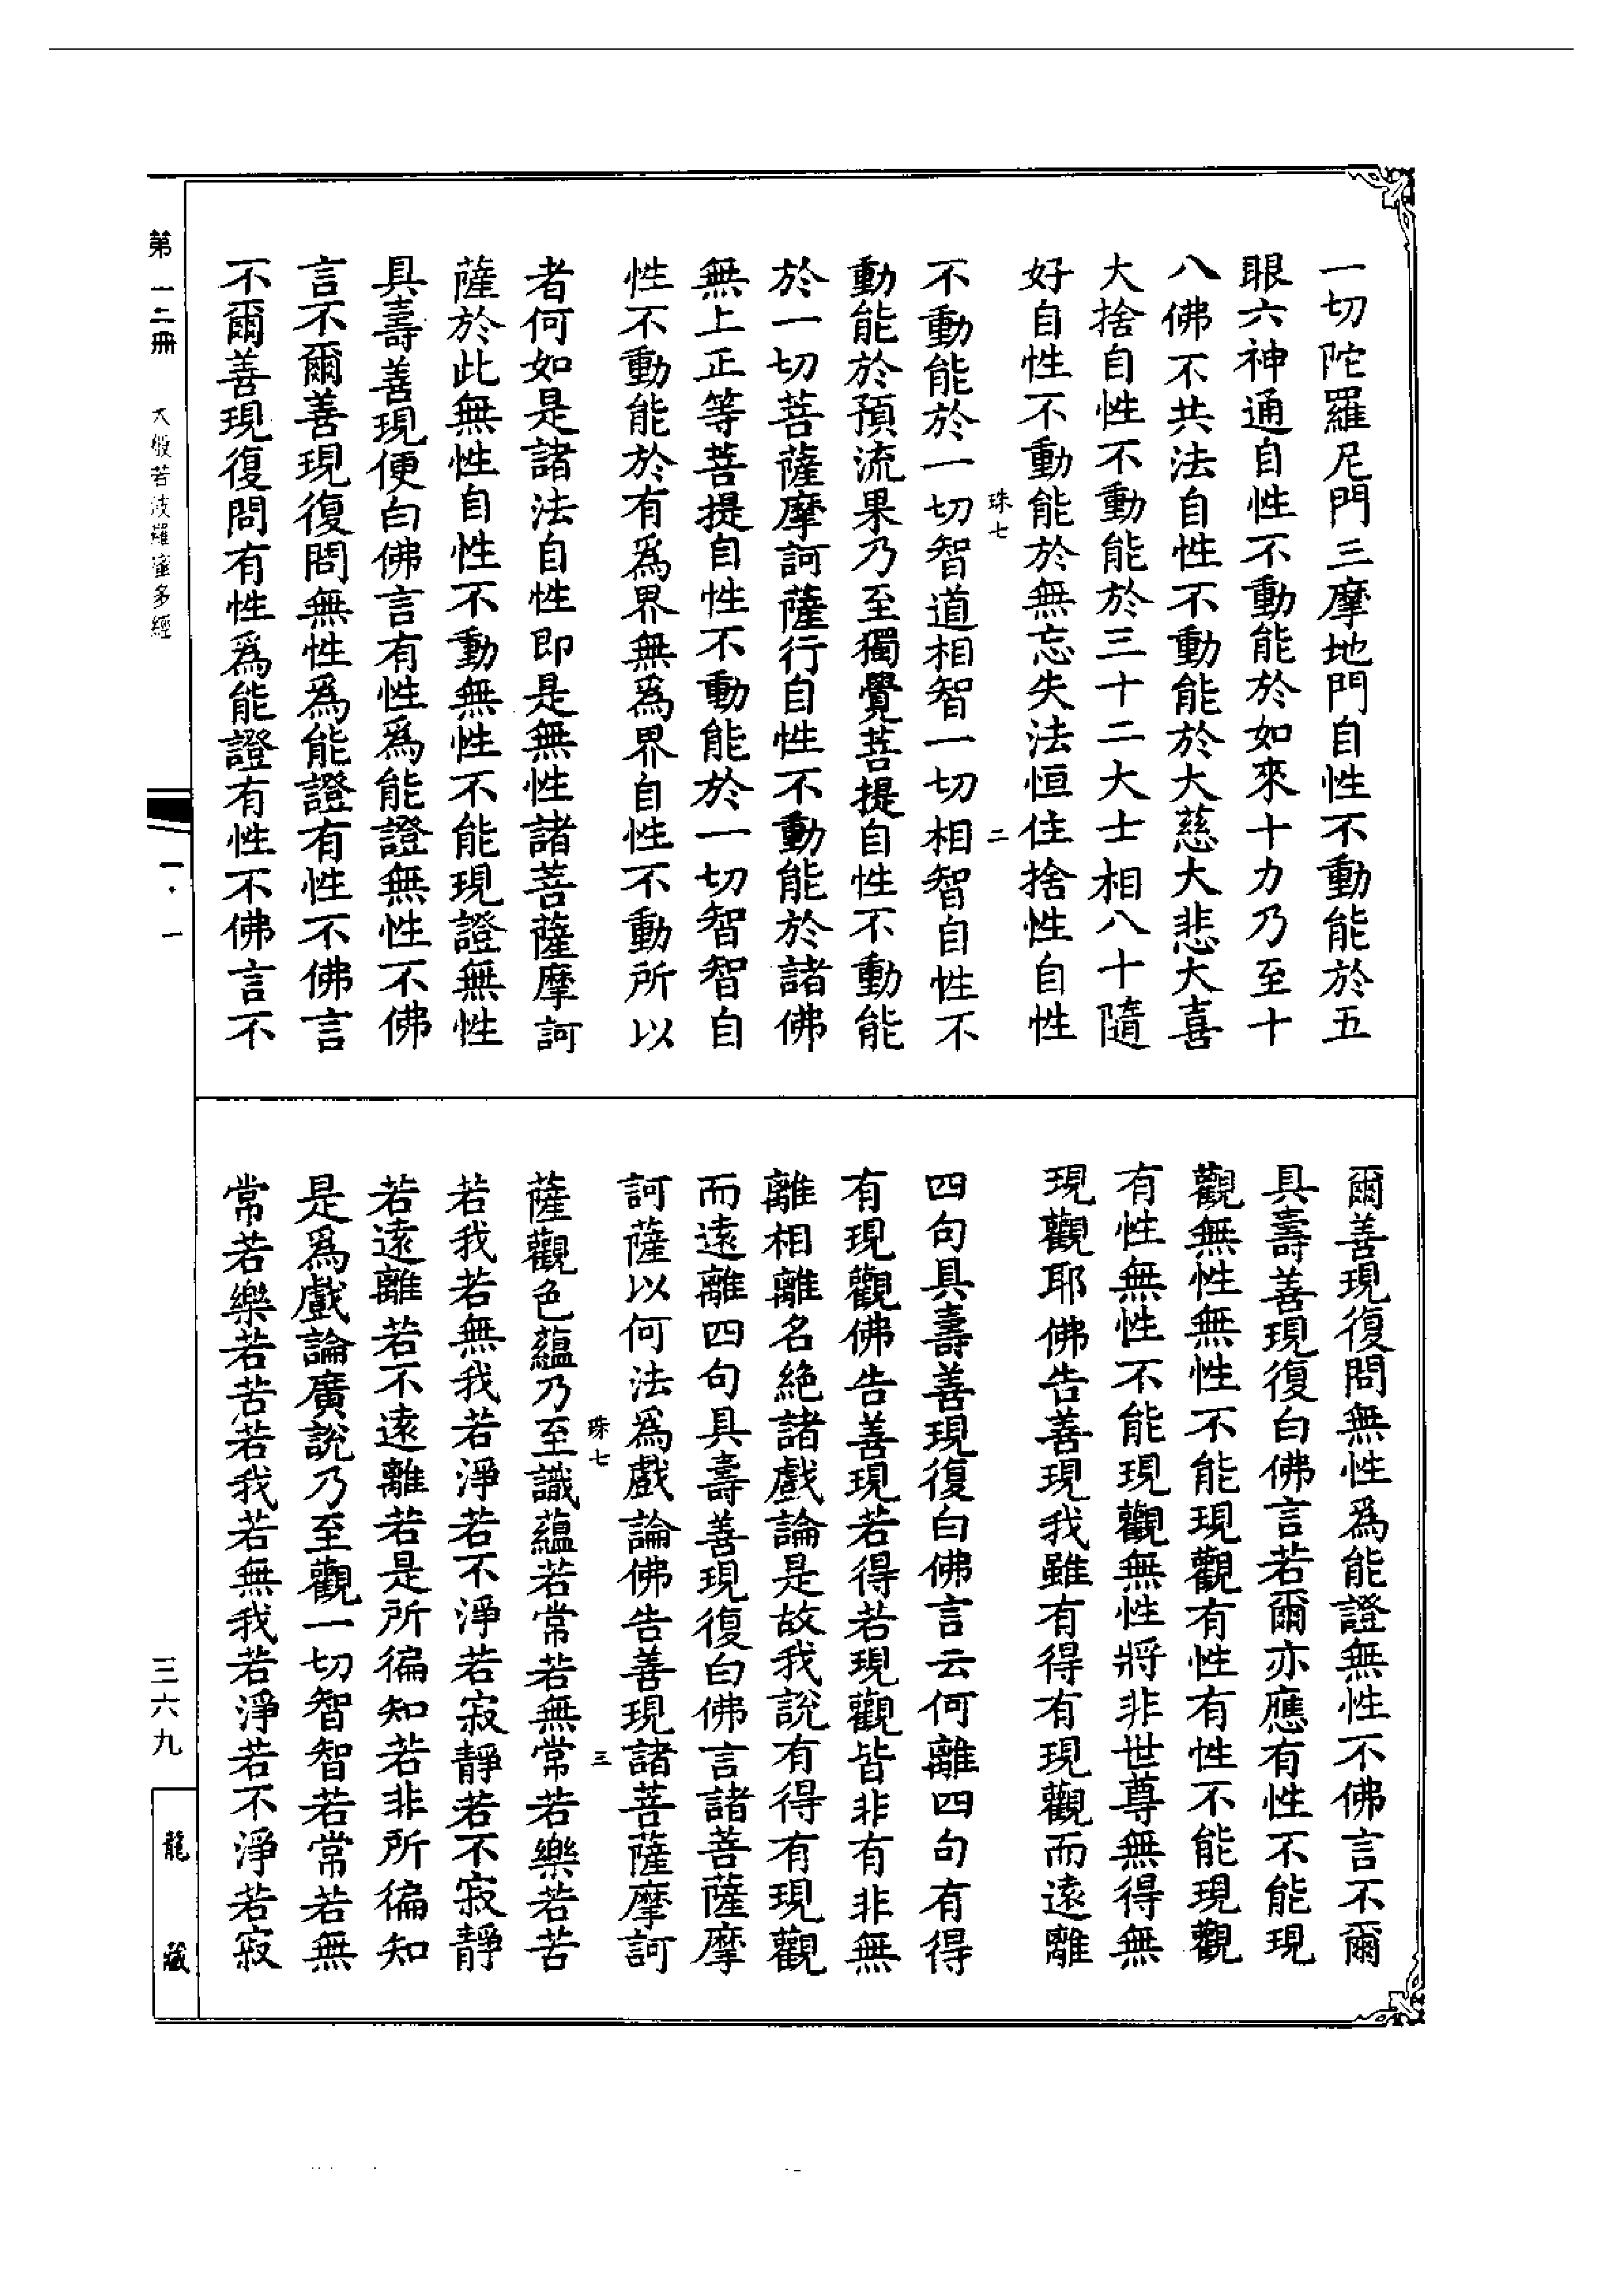 一切陀羅尼門三摩地門自性不動能於五
眼六神通自性不動能於如來十力乃至十
八佛不共法自性不動能於大慈大悲大喜
大捨自性不動能於三十二大士相八十隨
好自性不動能於無忘失法恒住捨性自性
珠七 二
不動能於一切智道相智一切相智自性不
動能於預流果乃至獨覺菩提自性不動能
於一切菩薩摩訶薩行自性不動能於諸佛
無上正等菩提自性不動能於一切智智自
性不動能於有爲界無爲界自性不動所以
者何如是諸法自性即是無性諸菩薩摩訶
薩於此無性自性不動無性不能現證無性
具壽善現便白佛言有性爲能證無性不佛
言不爾善現復問無性爲能證有性不佛言
不爾善現復問有性爲能證有性不佛言不
爾善現復問無性爲能證無性不佛言不爾
具壽善現復白佛言若爾亦應有性不能現
觀無性無性不能現觀有性有性不能現觀
有性無性不能現觀無性將非世尊無得無
現觀耶佛告善現我雖有得有現觀而遠離
四句具壽善現復白佛言云何離四句有得
有現觀佛告善現若得若現觀皆非有非無
離相離名絶諸戲論是故我說有得有現觀
而遠離四句具壽善現復白佛言諸菩薩摩
訶薩以何法爲戲論佛告善現諸菩薩摩訶
珠七 三
薩觀色蘊乃至識蘊若常若無常若樂若苦
若我若無我若淨若不淨若寂靜若不寂靜
若遠離若不遠離若是所徧知若非所徧知
是爲戲論廣說乃至觀一切智智若常若無
常若樂若苦若我若無我若淨若不淨若寂
第一二冊 大般若波羅蜜多經 一·一 三六九 龍藏